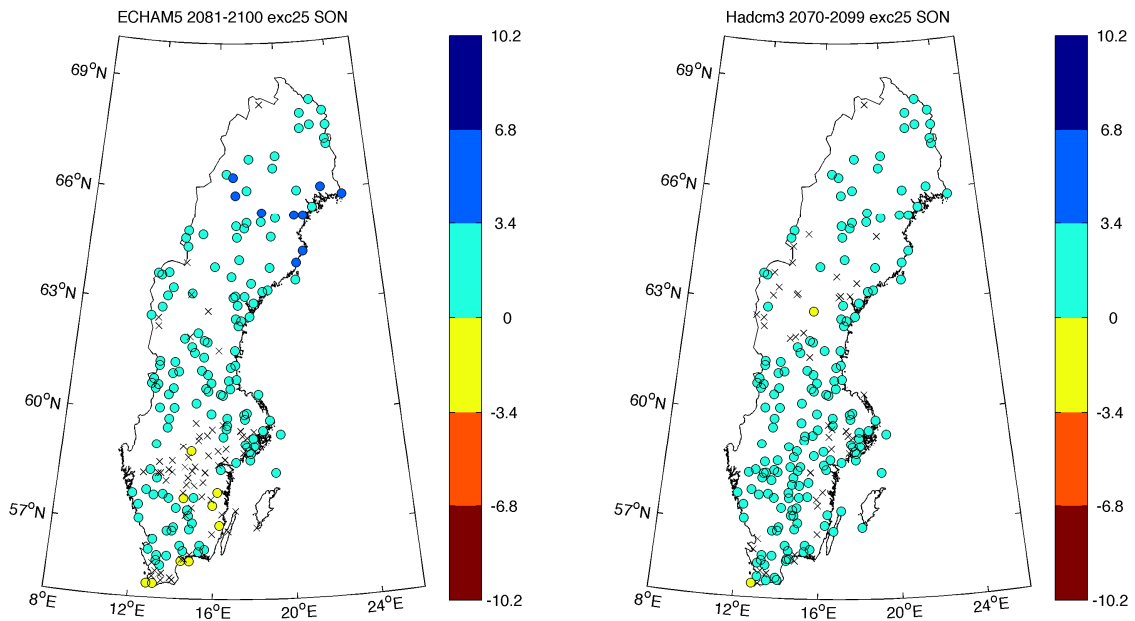 ECHAM5 2081-2100 exc25 SON
69°N
66°N
63°N
60°N
57°N
8°E
12°E
16°E
20°E
24°E
10.2
6.8
3.4
0
-3.4
-6.8
-10.2
Hadcm3 2070-2099 exc25 SON
69°N
66°N
63°N
60°N
57°N
8°E
12°E
16°E
20°E
24°E
10.2
6.8
3.4
0
-3.4
-6.8
-10.2